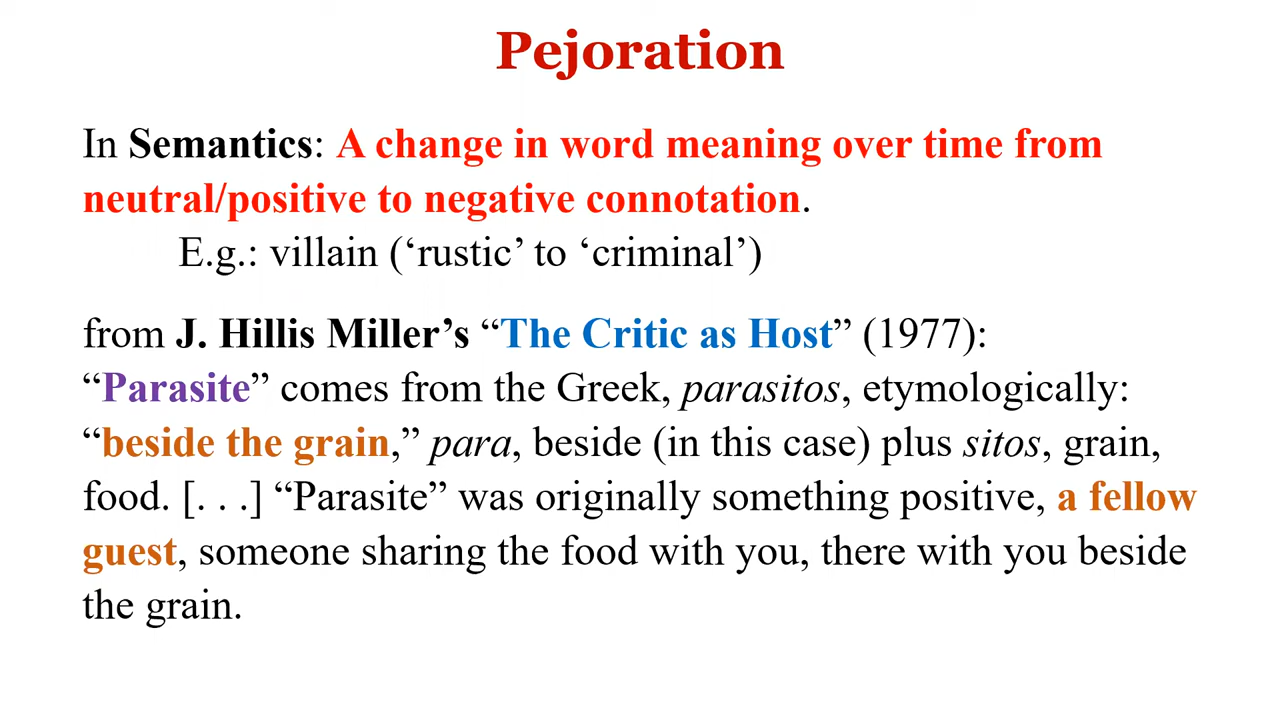 Pejoration
In Semantics: A change in word meaning over time from
neutral/positive to negative connotation.
E.g.: villain (‘rustic’ to ‘criminal’)
from J. Hillis Miller’s “The Critic as Host” (1977):
“Parasite” comes from the Greek, parasitos, etymologically:
“beside the grain,” para, beside (in this case) plus sitos, grain,
food. [. . .] “Parasite” was originally something positive, a fellow
guest, someone sharing the food with you, there with you beside
the grain.